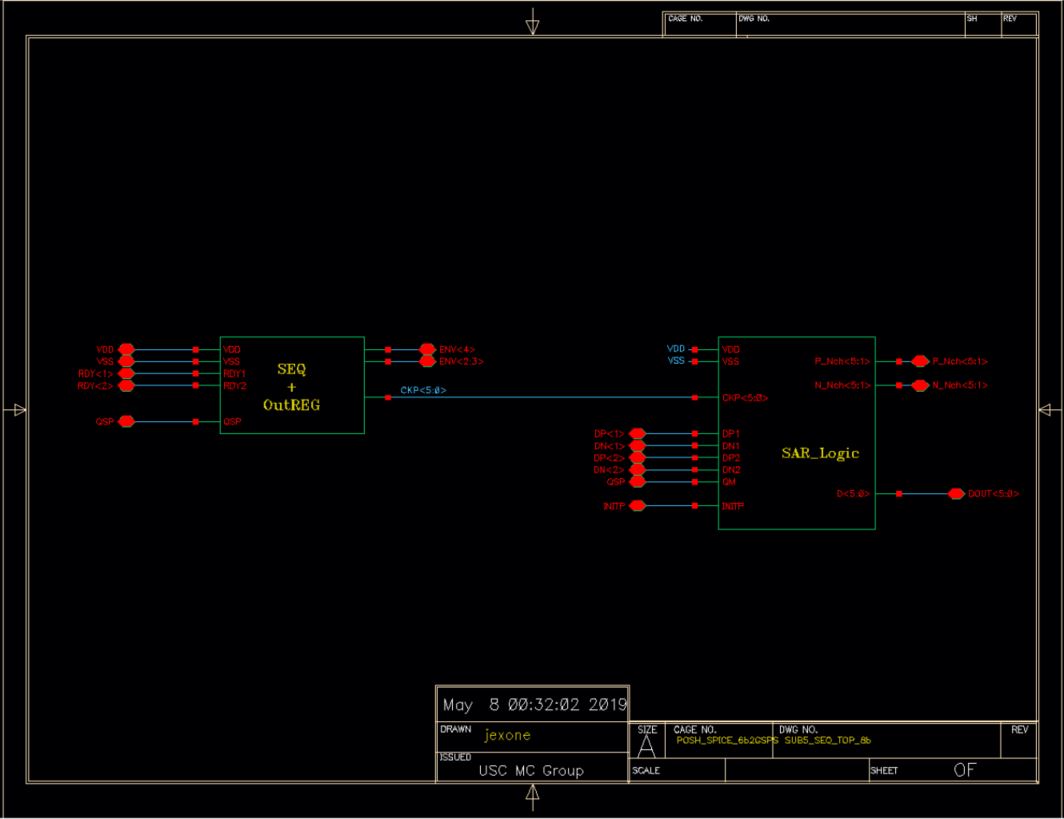 CAGE NO. DWG NO. SH REV
VDD VDD ENV<4>
VSS VSS ENV<2:3>
RDY<1> RDY1
RDY<2> RDY2
QSP QSP
SEQ
+
OutREG
CKP<5:0>
VDD VDD
VSS VSS P_Nch<5:1> P_Nch<5:1>
N_Nch<5:1> N_Nch<5:1>
CKP<5:0>
DP<1> DP1
DN<1> DN1
DP<2> DP2
DN<2> DN2
QSP QM
INITP INITP
SAR_Logic
D<5:0> DOUT<5:0>
May 8 00:32:02 2019
DRAWN jexone
ISSUED
USC MC Group
SIZE
A
CAGE NO. DWG NO. REV
POSH_SPICE_6b2GSPS SUB5_SEQ_TOP_6b
SCALE SHEET OF